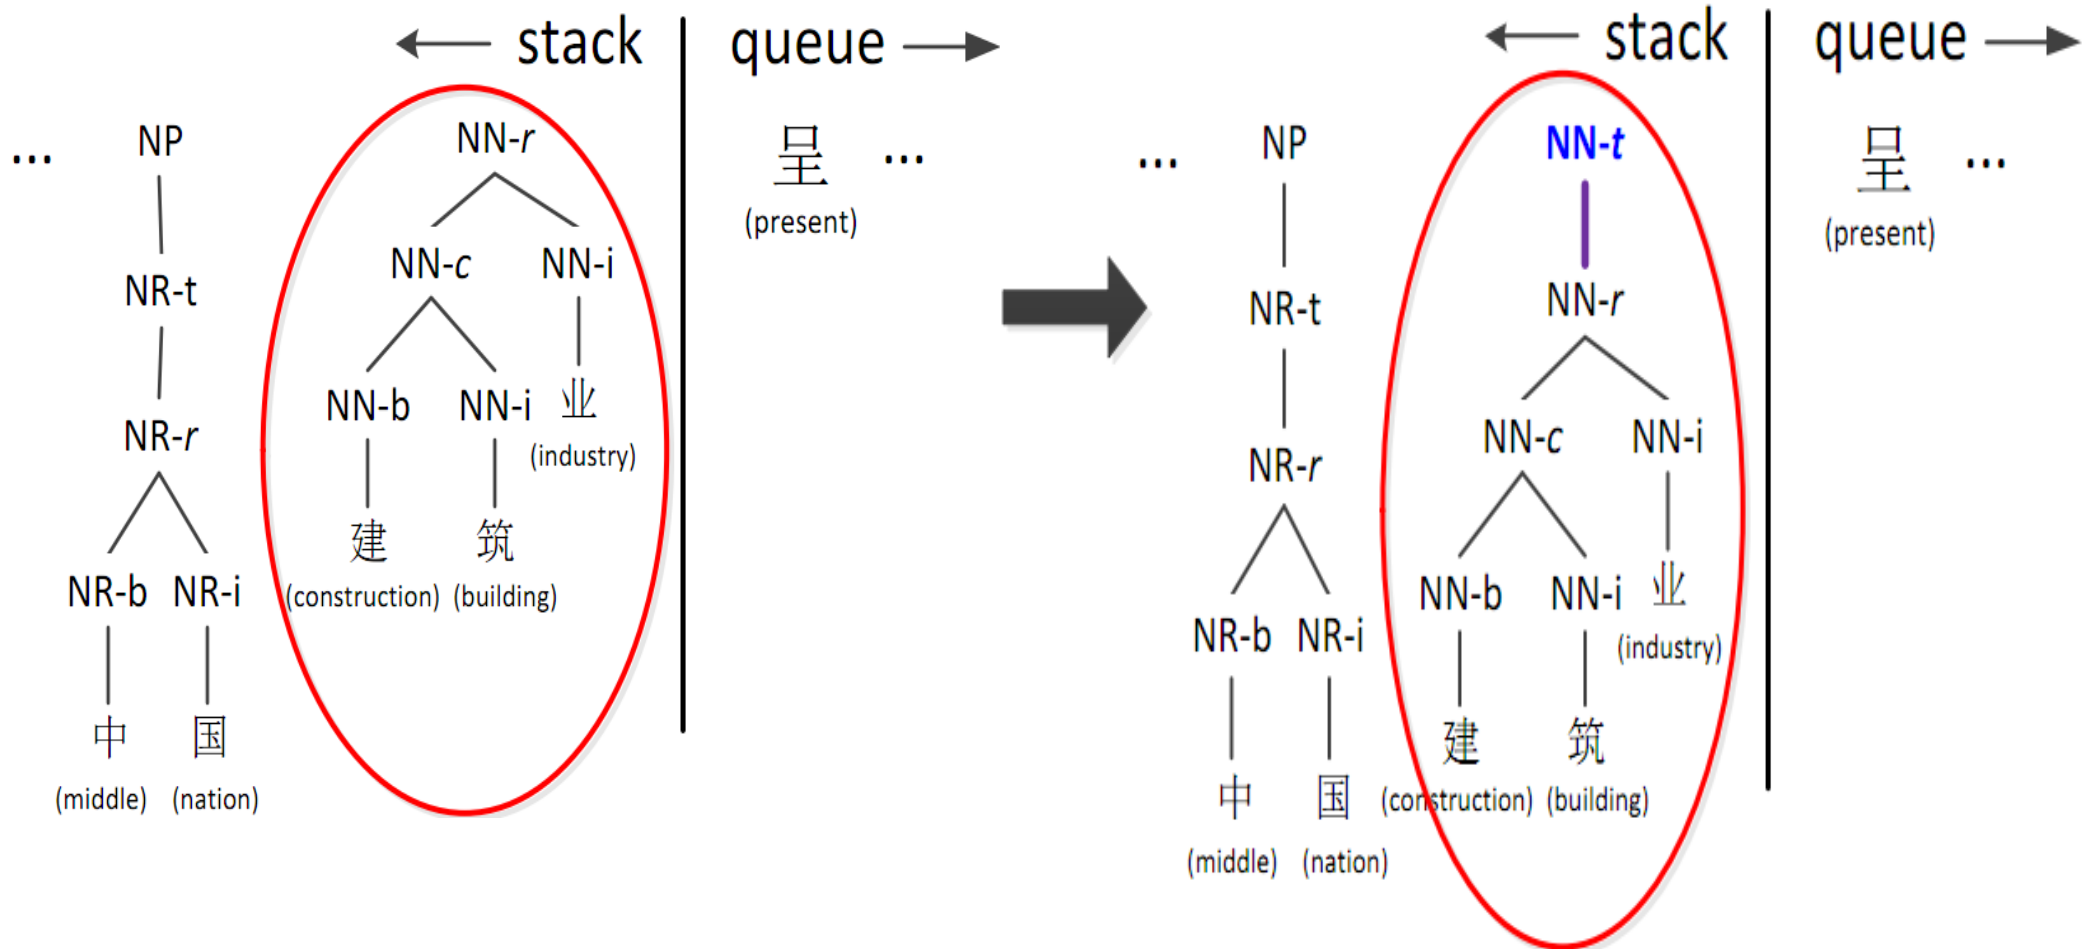 stack queue
... NP NN-r 呈 ...
(present)
NR-t NN-c NN-i
NR-r NN-b NN-i 业
(industry)
建 筑
NR-b NR-i (construction) (building)
中 国
(middle) (nation)
stack queue
... NP NN-t 呈 ...
(present)
NR-t NN-r
NR-r NN-c NN-i
NR-b NR-i NN-b NN-i 业
(industry)
建 筑
中 国 (construction) (building)
(middle) (nation)